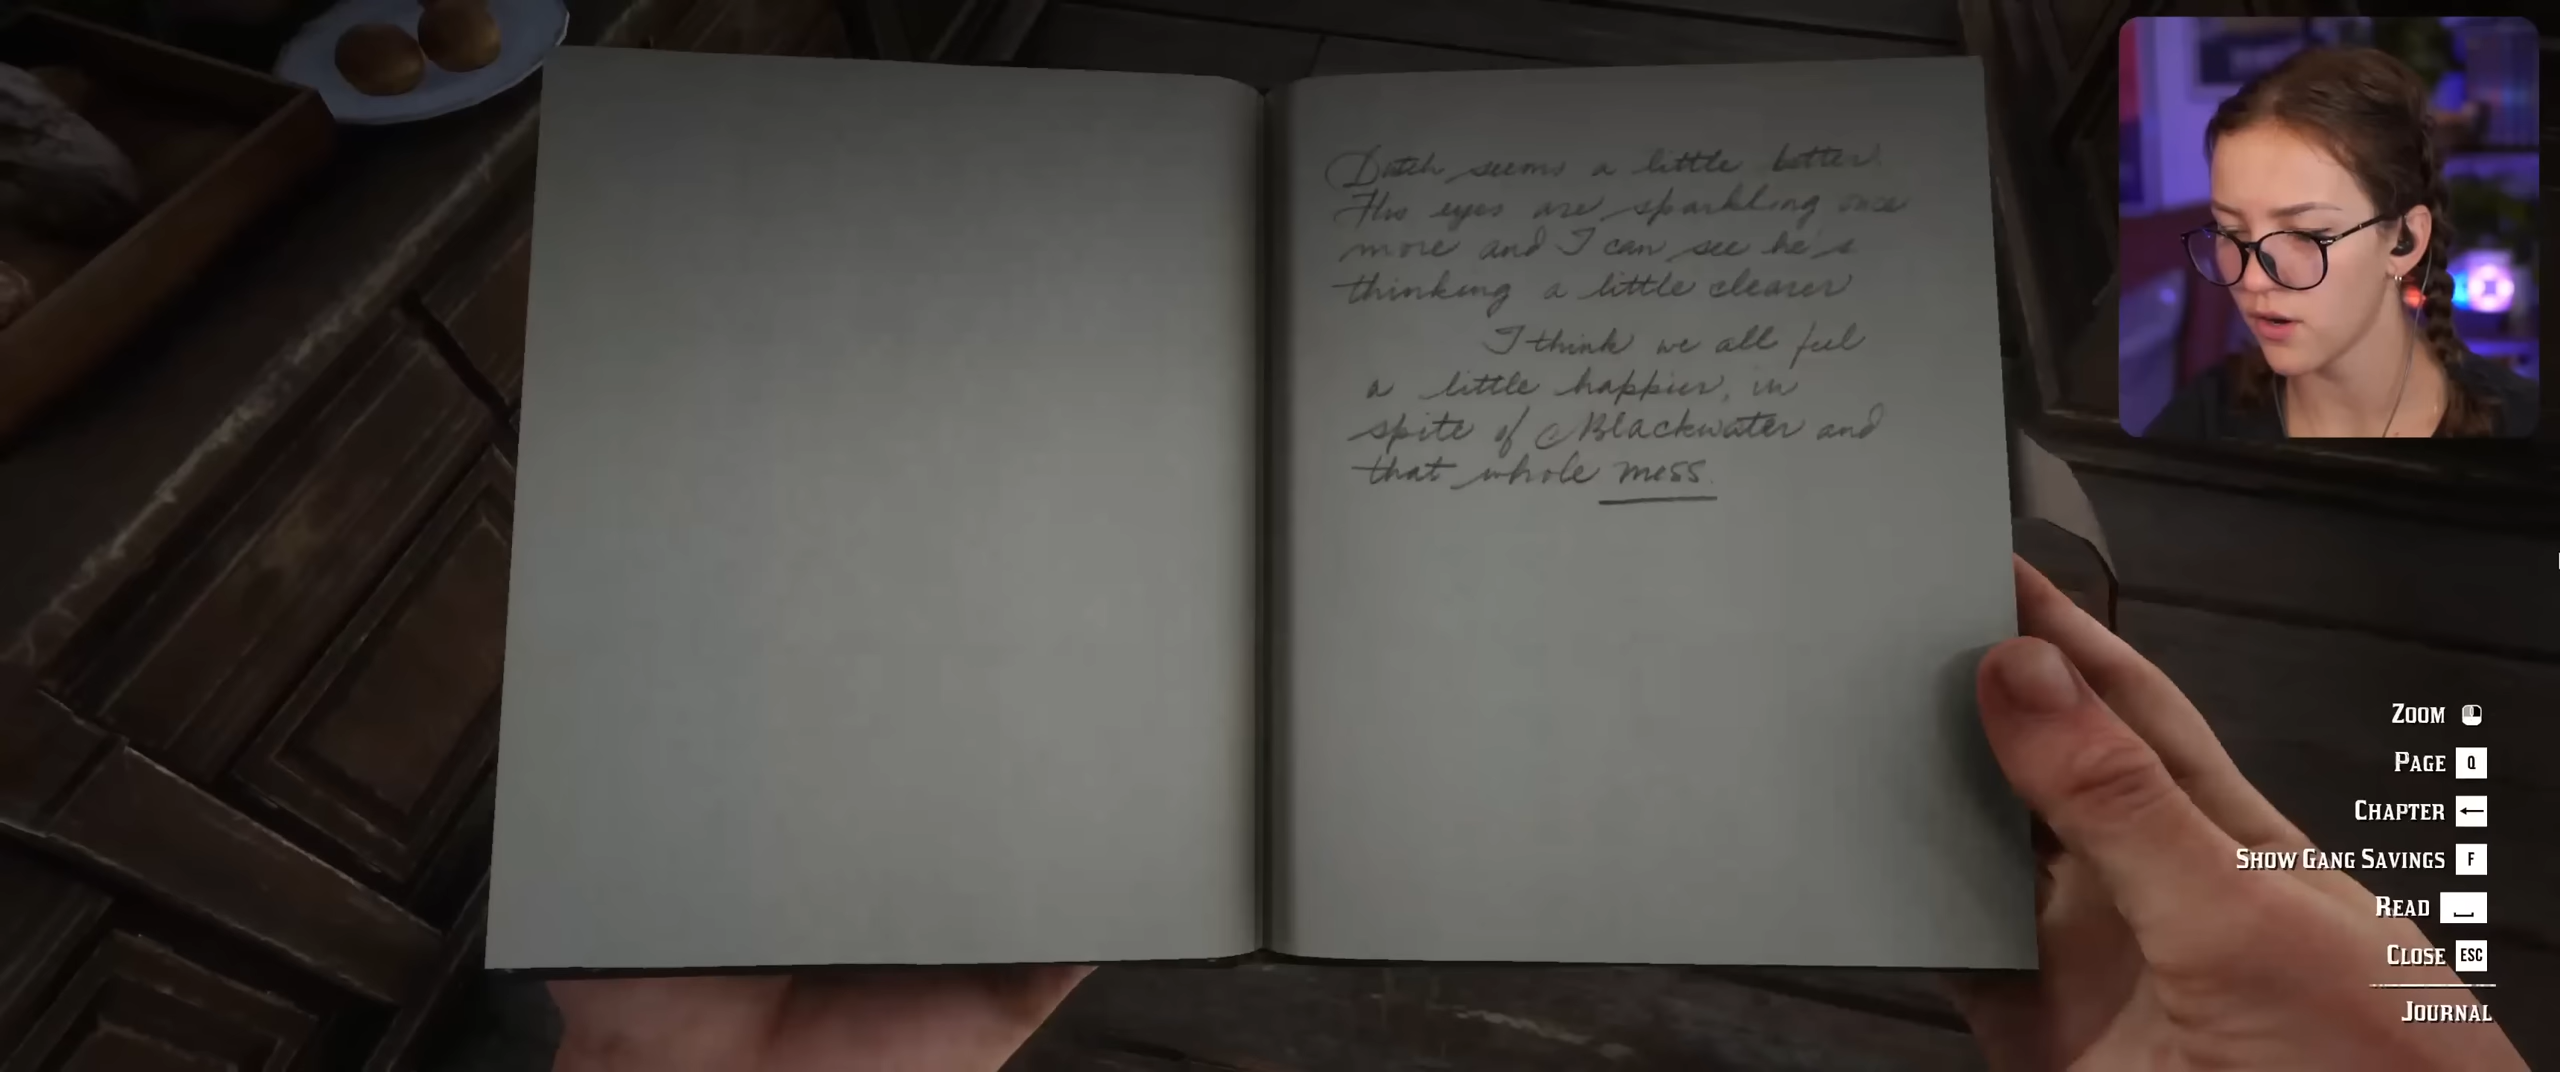 Dutch seems a little better.
His eyes are sparkling once
more and I can see he's
thinking a little clearer
I think we all feel
a little happier, in
spite of Blackwater and
that whole mess.
ZOOM
PAGE Q
CHAPTER ←
SHOW GANG SAVINGS F
READ
CLOSE ESC
JOURNAL